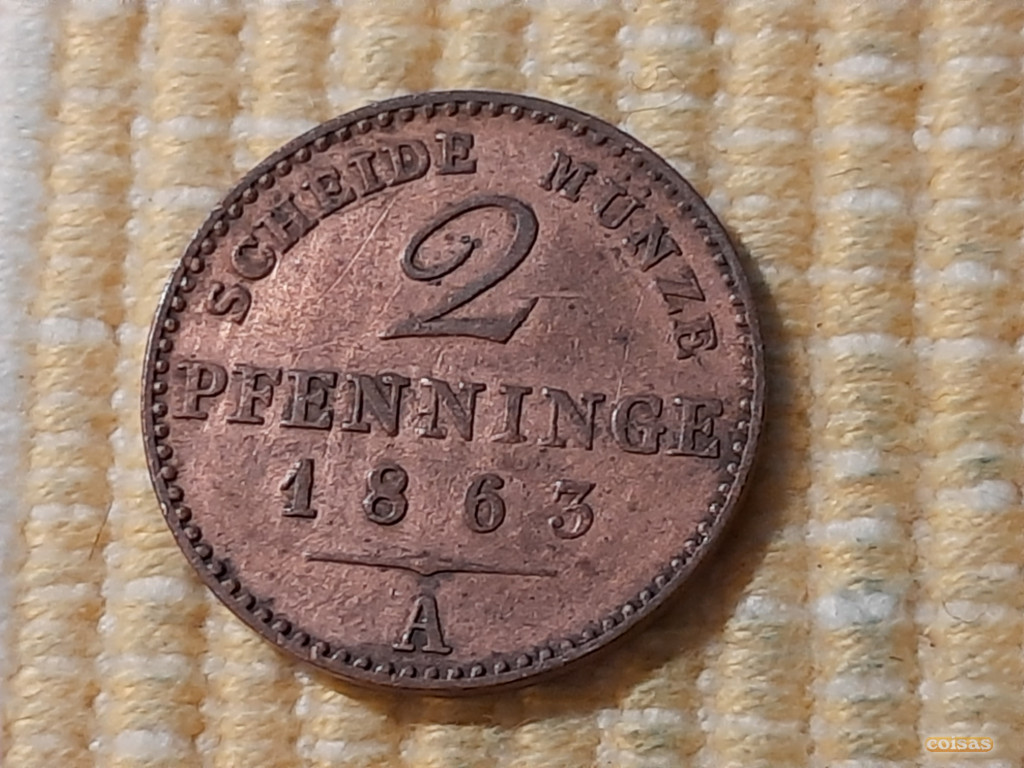 SCHEIDE MÜNZE
2
PFENNINGE
1863
A
coisas